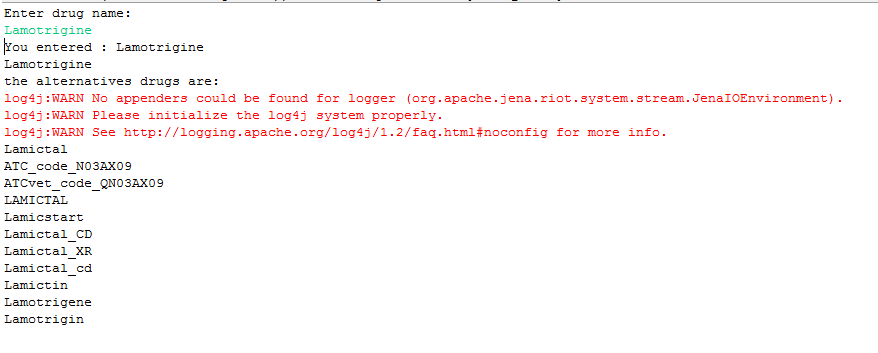 Enter drug name:
Lamotrigine
You entered : Lamotrigine
Lamotrigine
the alternatives drugs are:
log4j:WARN No appenders could be found for logger (org.apache.jena.riot.system.stream.JenaIOEnvironment).
log4j:WARN Please initialize the log4j system properly.
log4j:WARN See http://logging.apache.org/log4j/1.2/faq.html#noconfig for more info.
Lamictal
ATC_code_N03AX09
ATCvet_code_QN03AX09
LAMICTAL
Lamicstart
Lamictal_CD
Lamictal_XR
Lamictal_cd
Lamictin
Lamotrigene
Lamotrigin